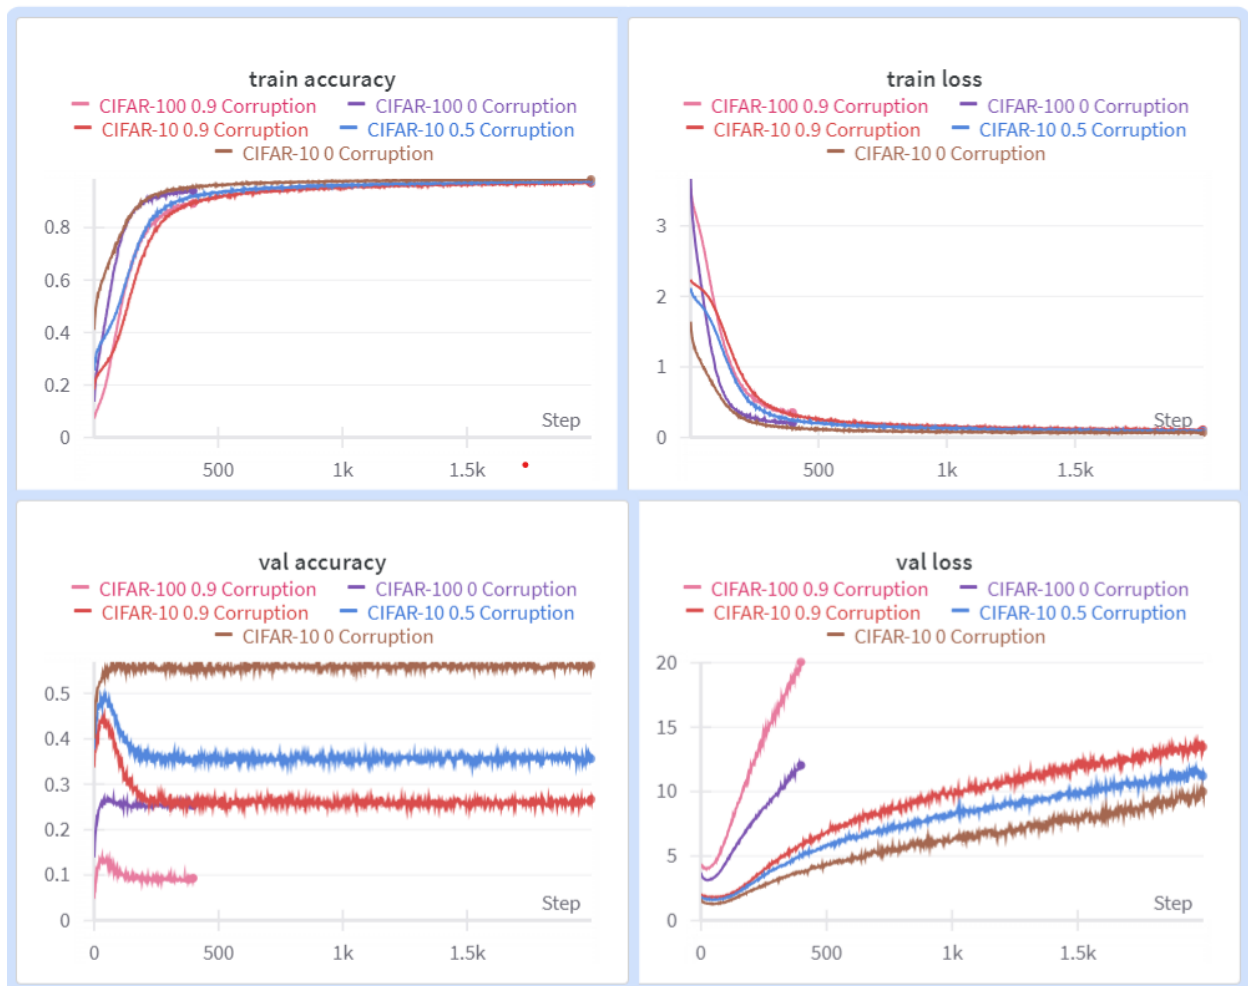 train accuracy
CIFAR-100 0.9 Corruption CIFAR-100 0 Corruption
CIFAR-10 0.9 Corruption CIFAR-10 0.5 Corruption
CIFAR-10 0 Corruption
0.8
0.6
0.4
0.2
0
Step
500 1k 1.5k
train loss
CIFAR-100 0.9 Corruption CIFAR-100 0 Corruption
CIFAR-10 0.9 Corruption CIFAR-10 0.5 Corruption
CIFAR-10 0 Corruption
3
2
1
0
Step
500 1k 1.5k
val accuracy
CIFAR-100 0.9 Corruption CIFAR-100 0 Corruption
CIFAR-10 0.9 Corruption CIFAR-10 0.5 Corruption
CIFAR-10 0 Corruption
0.5
0.4
0.3
0.2
0.1
0
Step
0 500 1k 1.5k
val loss
CIFAR-100 0.9 Corruption CIFAR-100 0 Corruption
CIFAR-10 0.9 Corruption CIFAR-10 0.5 Corruption
CIFAR-10 0 Corruption
20
15
10
5
0
Step
0 500 1k 1.5k